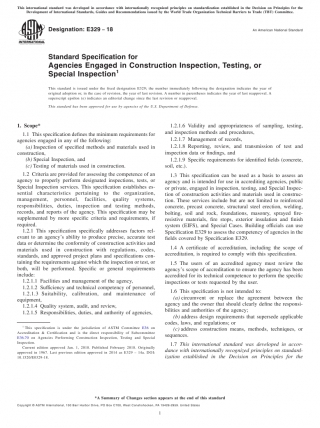 This international standard was developed in accordance with internationally recognized principles on standardization established in the Decision on Principles for the
Development of International Standards, Guides and Recommendations issued by the World Trade Organization Technical Barriers to Trade (TBT) Committee.
Designation: E329 − 18
An American National Standard
Standard Specification for
Agencies Engaged in Construction Inspection, Testing, or
Special Inspection1
This standard is issued under the fixed designation E329; the number immediately following the designation indicates the year of
original adoption or, in the case of revision, the year of last revision. A number in parentheses indicates the year of last reapproval. A
superscript epsilon (ε) indicates an editorial change since the last revision or reapproval.
This standard has been approved for use by agencies of the U.S. Department of Defense.
1. Scope*
1.1 This specification defines the minimum requirements for
agencies engaged in any of the following:
(a) Inspection of specified methods and materials used in
construction,
(b) Special Inspection, and
(c) Testing of materials used in construction.
1.2 Criteria are provided for assessing the competence of an
agency to properly perform designated inspections, tests, or
Special Inspection services. This specification establishes es-
sential characteristics pertaining to the organization,
management, personnel, facilities, quality systems,
responsibilities, duties, inspection and testing methods,
records, and reports of the agency. This specification may be
supplemented by more specific criteria and requirements, if
required.
1.2.1 This specification specifically addresses factors rel-
evant to an agency's ability to produce precise, accurate test
data or determine the conformity of construction activities and
materials used in construction with regulations, codes,
standards, and approved project plans and specifications con-
taining the requirements against which the inspection or test, or
both, will be performed. Specific or general requirements
include:
1.2.1.1 Facilities and management of the agency,
1.2.1.2 Sufficiency and technical competency of personnel,
1.2.1.3 Suitability, calibration, and maintenance of
equipment,
1.2.1.4 Quality system, audit, and review,
1.2.1.5 Responsibilities, duties, and authority of agencies,
1 This specification is under the jurisdiction of ASTM Committee E36 on
Accreditation & Certification and is the direct responsibility of Subcommittee
E36.70 on Agencies Performing Construction Inspection, Testing and Special
Inspection.
Current edition approved Jan. 1, 2018. Published February 2018. Originally
approved in 1967. Last previous edition approved in 2014 as E329 – 14a. DOI:
10.1520/E0329-18.
1.2.1.6 Validity and appropriateness of sampling, testing,
and inspection methods and procedures,
1.2.1.7 Management of records,
1.2.1.8 Reporting, review, and transmission of test and
inspection data or findings, and
1.2.1.9 Specific requirements for identified fields (concrete,
soil, etc.).
1.3 This specification can be used as a basis to assess an
agency and is intended for use in accrediting agencies, public
or private, engaged in inspection, testing, and Special Inspec-
tion of construction activities and materials used in construc-
tion. These services include but are not limited to reinforced
concrete, precast concrete, structural steel erection, welding,
bolting, soil and rock, foundations, masonry, sprayed fire-
resistive materials, fire stops, exterior insulation and finish
system (EIFS), and Special Cases. Building officials can use
Specification E329 to assess the competency of agencies in the
fields covered by Specification E329.
1.4 A certificate of accreditation, including the scope of
accreditation, is required to comply with this specification.
1.5 The users of an accredited agency must review the
agency's scope of accreditation to ensure the agency has been
accredited for its technical competence to perform the specific
inspections or tests requested by the user.
1.6 This specification is not intended to:
(a) circumvent or replace the agreement between the
agency and the owner that should clearly define the responsi-
bilities and authorities of the agency;
(b) address design requirements that supersede applicable
codes, laws, and regulations; or
(c) address construction means, methods, techniques, or
sequences.
1.7 This international standard was developed in accor-
dance with internationally recognized principles on standard-
ization established in the Decision on Principles for the
*A Summary of Changes section appears at the end of this standard
Copyright © ASTM International, 100 Barr Harbor Drive, PO Box C700, West Conshohocken, PA 19428-2959. United States
1